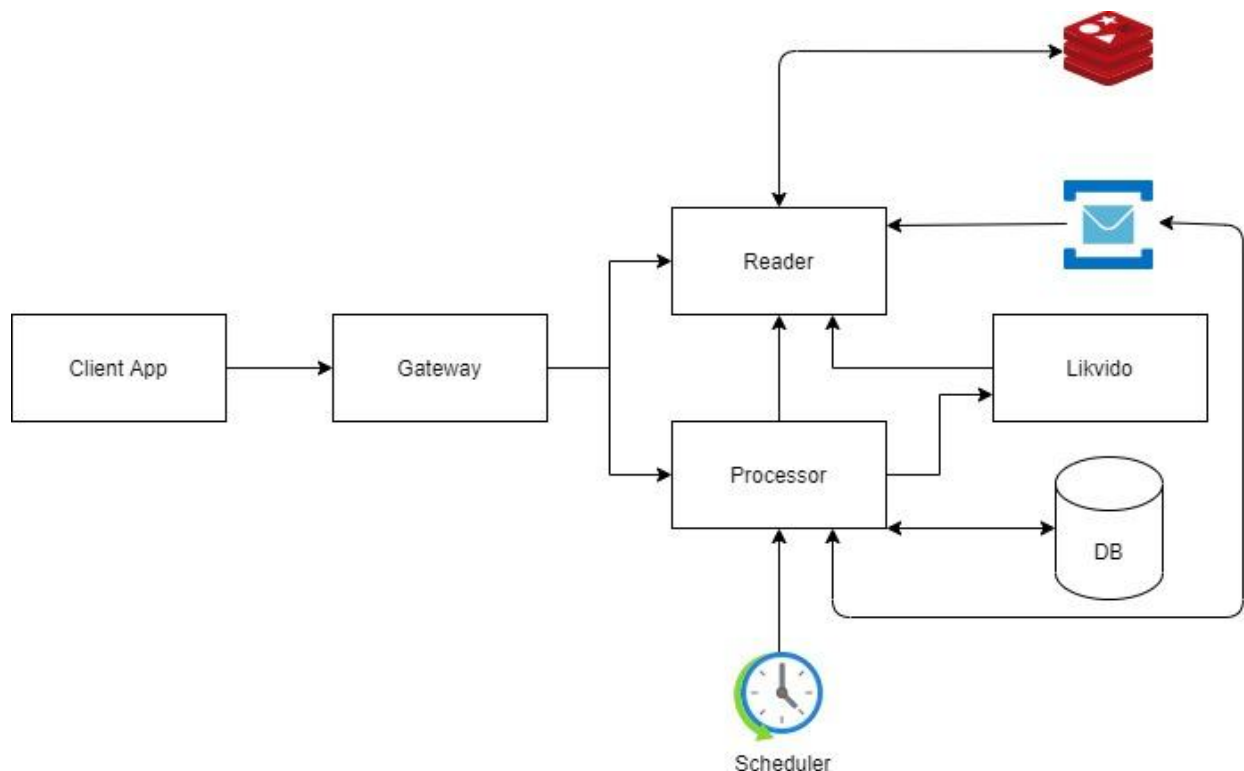 Reader
Client App
Gateway
Likvido
Processor
DB
Scheduler